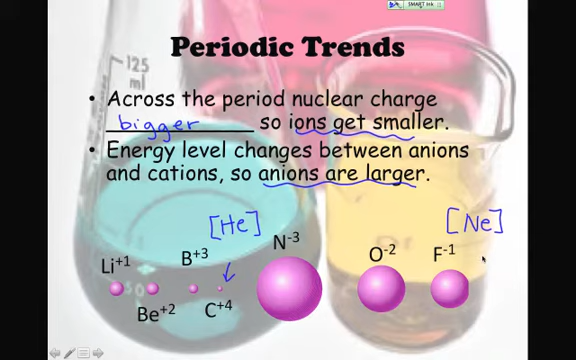 SMART Ink
Periodic Trends
125
ml
• Across the period nuclear charge
bigger so ions get smaller.
• Energy level changes between anions
and cations, so anions are larger.
[He]
[Ne]
N-3
Li+1
B+3
O-2
F-1
Be+2
C+4